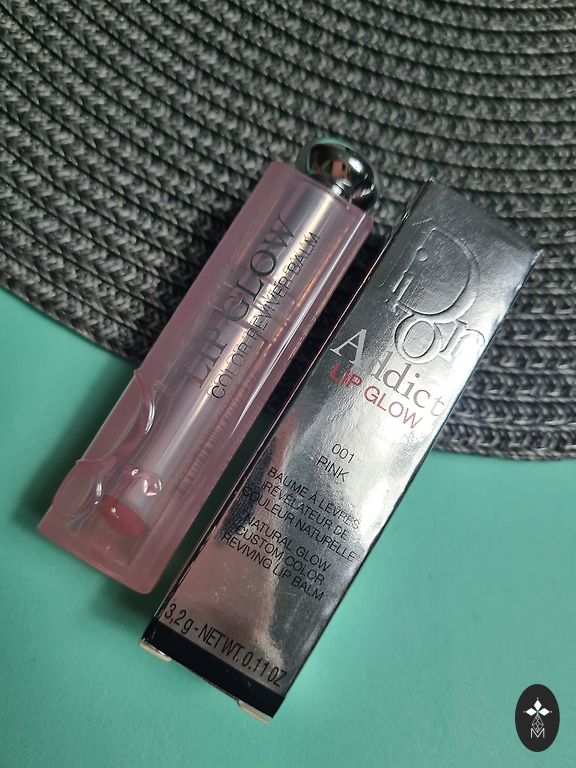 LIP GLOW
COLOR REVIVER BALM
Dior
Addict
LIP GLOW
001
PINK
BAUME À LÈVRES
RÉVÉLATEUR DE
COULEUR NATURELLE
NATURAL GLOW
CUSTOM COLOR
REVIVING LIP BALM
3,2g - NET WT. 0.11 OZ
M